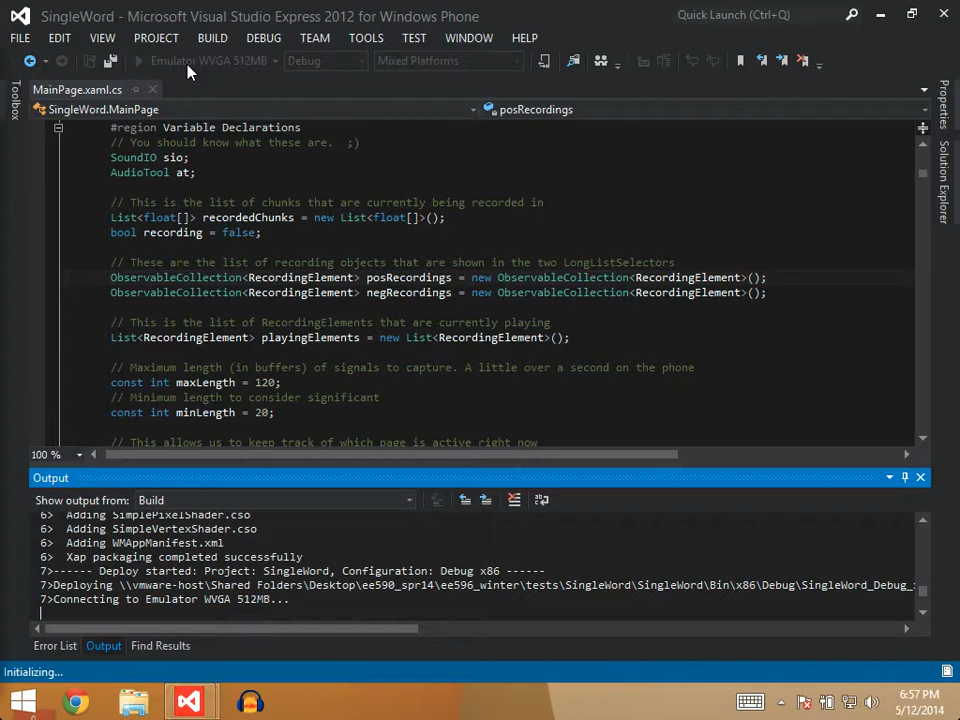 SingleWord - Microsoft Visual Studio Express 2012 for Windows Phone
Quick Launch (Ctrl+Q)
FILE EDIT VIEW PROJECT BUILD DEBUG TEAM TOOLS TEST WINDOW HELP
Emulator WVGA 512MB Debug Mixed Platforms
MainPage.xaml.cs
SingleWord.MainPage posRecordings
Toolbox
Properties
Solution Explorer
#region Variable Declarations
// You should know what these are.  ;)
SoundIO sio;
AudioTool at;
// This is the list of chunks that are currently being recorded in
List<float[]> recordedChunks = new List<float[]>();
bool recording = false;
// These are the list of recording objects that are shown in the two LongListSelectors
ObservableCollection<RecordingElement> posRecordings = new ObservableCollection<RecordingElement>();
ObservableCollection<RecordingElement> negRecordings = new ObservableCollection<RecordingElement>();
// This is the list of RecordingElements that are currently playing
List<RecordingElement> playingElements = new List<RecordingElement>();
// Maximum length (in buffers) of signals to capture. A little over a second on the phone
const int maxLength = 120;
// Minimum length to consider significant
const int minLength = 20;
// This allows us to keep track of which page is active right now
100 %
Output
Show output from: Build
6>  Adding SimplePixelShader.cso
6>  Adding SimpleVertexShader.cso
6>  Adding WMAppManifest.xml
6>  Xap packaging completed successfully
7>------ Deploy started: Project: SingleWord, Configuration: Debug x86 ------
7>Deploying \\vmware-host\Shared Folders\Desktop\ee590_spr14\ee596_winter\tests\SingleWord\SingleWord\Bin\x86\Debug\SingleWord_Debug_
7>Connecting to Emulator WVGA 512MB...
Error List Output Find Results
Initializing...
6:57 PM
5/12/2014